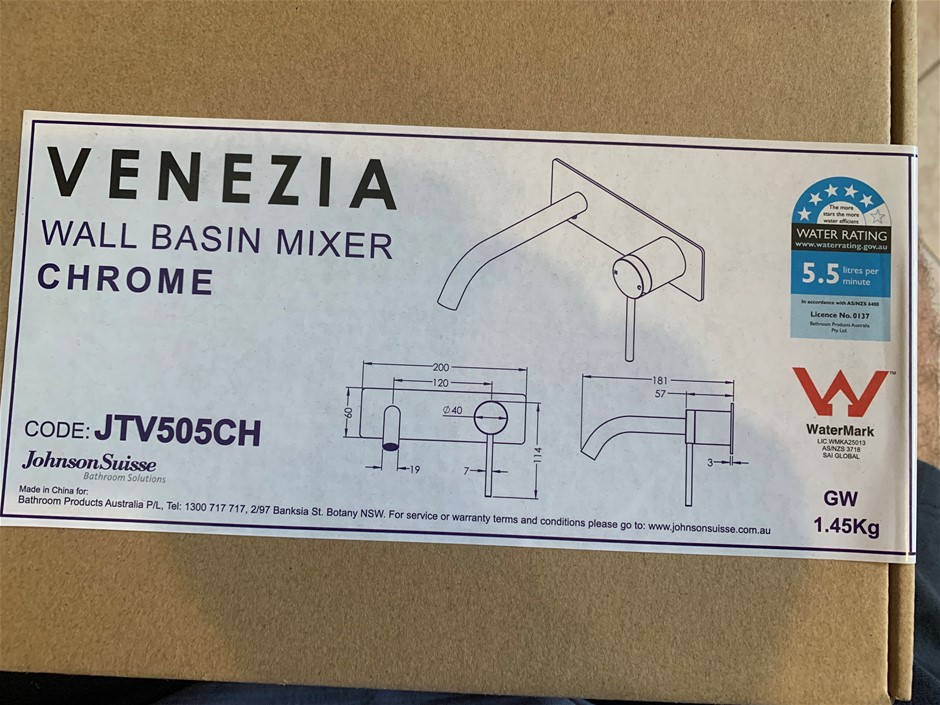 VENEZIA
WALL BASIN MIXER
CHROME
CODE: JTV505CH
JohnsonSuisse
Bathroom Solutions
Made in China for:
Bathroom Products Australia P/L, Tel: 1300 717 717, 2/97 Banksia St. Botany NSW. For service or warranty terms and conditions please go to: www.johnsonsuisse.com.au
200
120
60
Ø40
114
19
7
181
57
3
The more
stars the more
water efficient
WATER RATING
www.waterrating.gov.au
5.5 litres per
minute
In accordance with AS/NZS 6400
Licence No. 0137
Bathroom Products Australia
Pty Ltd.
TM
WaterMark
LIC.WMKA25013
AS/NZS 3718
SAI GLOBAL
GW
1.45Kg